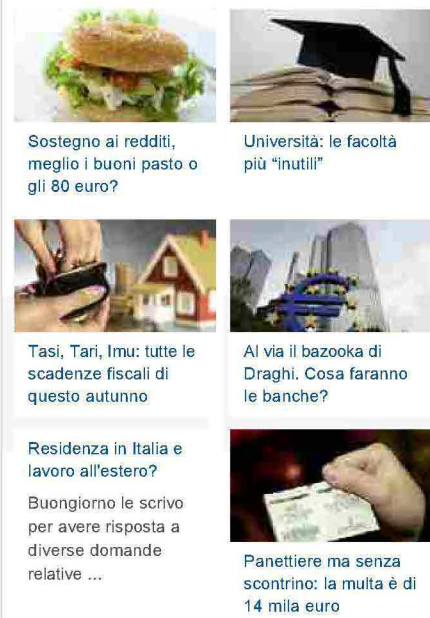 Sostegno ai redditi,
meglio i buoni pasto o
gli 80 euro?
Università: le facoltà
più “inutili”
Tasi, Tari, Imu: tutte le
scadenze fiscali di
questo autunno
Al via il bazooka di
Draghi. Cosa faranno
le banche?
Residenza in Italia e
lavoro all'estero?
Buongiorno le scrivo
per avere risposta a
diverse domande
relative ...
Panettiere ma senza
scontrino: la multa è di
14 mila euro